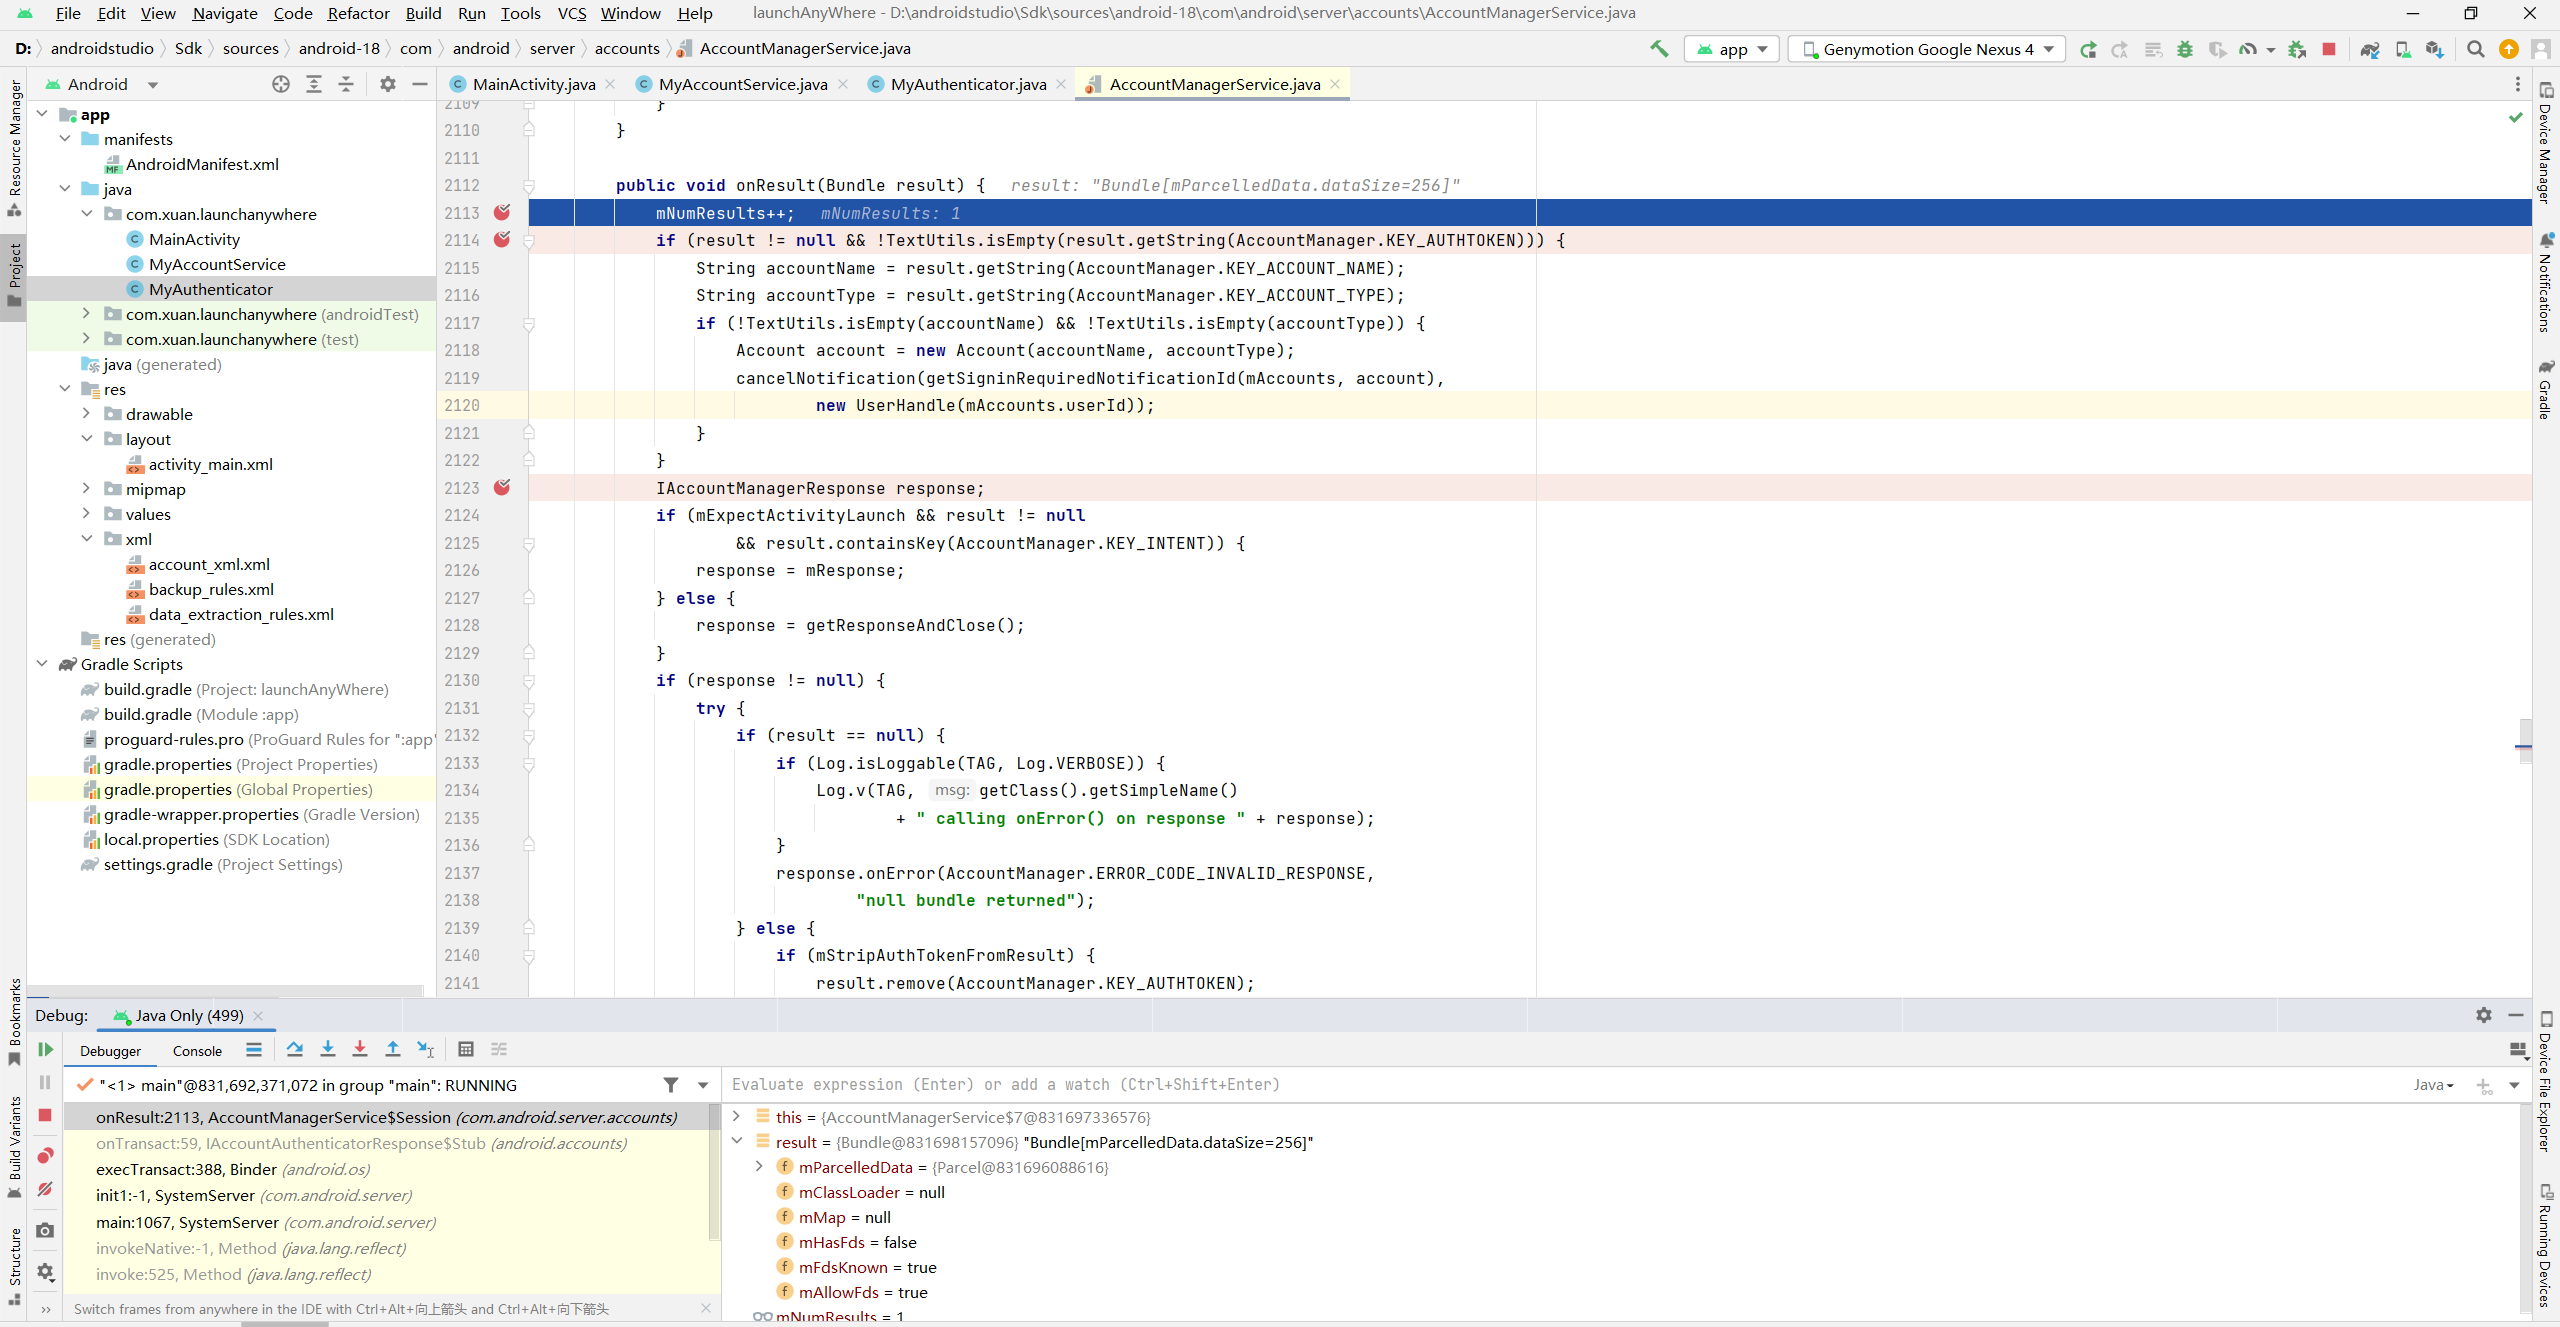 File Edit View Navigate Code Refactor Build Run Tools VCS Window Help launchAnyWhere - D:\androidstudio\Sdk\sources\android-18\com\android\server\accounts\AccountManagerService.java
D: androidstudio Sdk sources android-18 com android server accounts AccountManagerService.java app Genymotion Google Nexus 4
Android
MainActivity.java MyAccountService.java MyAuthenticator.java AccountManagerService.java
Resource Manager
Project
Bookmarks
Build Variants
Structure
app
manifests
AndroidManifest.xml
java
com.xuan.launchanywhere
MainActivity
MyAccountService
MyAuthenticator
com.xuan.launchanywhere (androidTest)
com.xuan.launchanywhere (test)
java (generated)
res
drawable
layout
activity_main.xml
mipmap
values
xml
account_xml.xml
backup_rules.xml
data_extraction_rules.xml
res (generated)
Gradle Scripts
build.gradle (Project: launchAnyWhere)
build.gradle (Module :app)
proguard-rules.pro (ProGuard Rules for ":app"
gradle.properties (Project Properties)
gradle.properties (Global Properties)
gradle-wrapper.properties (Gradle Version)
local.properties (SDK Location)
settings.gradle (Project Settings)
2109 }
2110 }
2111
2112 public void onResult(Bundle result) { result: "Bundle[mParcelledData.dataSize=256]"
2113 mNumResults++; mNumResults: 1
2114 if (result != null && !TextUtils.isEmpty(result.getString(AccountManager.KEY_AUTHTOKEN))) {
2115 String accountName = result.getString(AccountManager.KEY_ACCOUNT_NAME);
2116 String accountType = result.getString(AccountManager.KEY_ACCOUNT_TYPE);
2117 if (!TextUtils.isEmpty(accountName) && !TextUtils.isEmpty(accountType)) {
2118 Account account = new Account(accountName, accountType);
2119 cancelNotification(getSigninRequiredNotificationId(mAccounts, account),
2120 new UserHandle(mAccounts.userId));
2121 }
2122 }
2123 IAccountManagerResponse response;
2124 if (mExpectActivityLaunch && result != null
2125 && result.containsKey(AccountManager.KEY_INTENT)) {
2126 response = mResponse;
2127 } else {
2128 response = getResponseAndClose();
2129 }
2130 if (response != null) {
2131 try {
2132 if (result == null) {
2133 if (Log.isLoggable(TAG, Log.VERBOSE)) {
2134 Log.v(TAG, msg: getClass().getSimpleName()
2135 + " calling onError() on response " + response);
2136 }
2137 response.onError(AccountManager.ERROR_CODE_INVALID_RESPONSE,
2138 "null bundle returned");
2139 } else {
2140 if (mStripAuthTokenFromResult) {
2141 result.remove(AccountManager.KEY_AUTHTOKEN);
Device Manager
Notifications
Gradle
Device File Explorer
Running Devices
Debug: Java Only (499)
Debugger Console
"<1> main"@831,692,371,072 in group "main": RUNNING
onResult:2113, AccountManagerService$Session (com.android.server.accounts)
onTransact:59, IAccountAuthenticatorResponse$Stub (android.accounts)
execTransact:388, Binder (android.os)
init1:-1, SystemServer (com.android.server)
main:1067, SystemServer (com.android.server)
invokeNative:-1, Method (java.lang.reflect)
invoke:525, Method (java.lang.reflect)
Switch frames from anywhere in the IDE with Ctrl+Alt+向上箭头 and Ctrl+Alt+向下箭头
Evaluate expression (Enter) or add a watch (Ctrl+Shift+Enter) Java
this = {AccountManagerService$7@831697336576}
result = {Bundle@831698157096} "Bundle[mParcelledData.dataSize=256]"
mParcelledData = {Parcel@831696088616}
mClassLoader = null
mMap = null
mHasFds = false
mFdsKnown = true
mAllowFds = true
mNumResults = 1